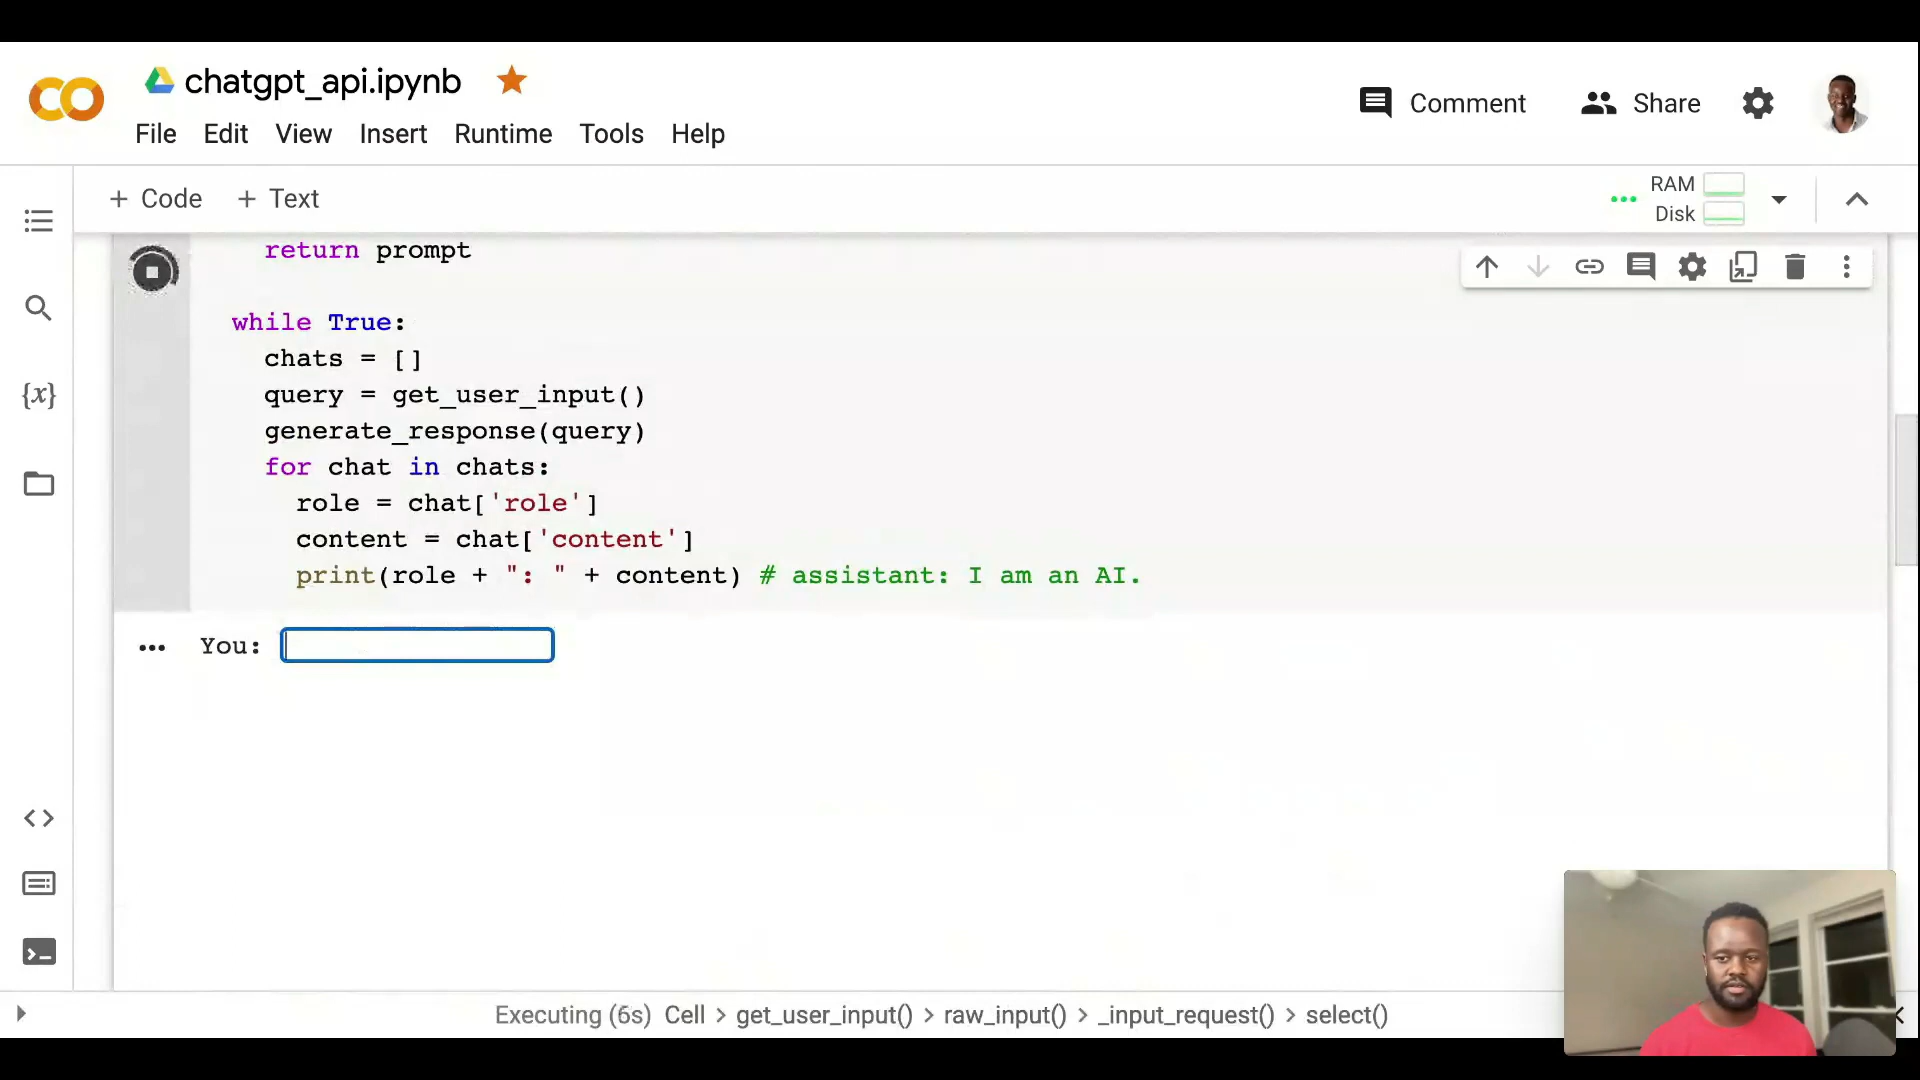 chatgpt_api.ipynb
File Edit View Insert Runtime Tools Help
Comment Share
+ Code + Text
RAM
Disk
{x}
return prompt
while True:
chats = []
query = get_user_input()
generate_response(query)
for chat in chats:
role = chat['role']
content = chat['content']
print(role + ": " + content) # assistant: I am an AI.
You:
Executing (6s) Cell > get_user_input() > raw_input() > _input_request() > select()